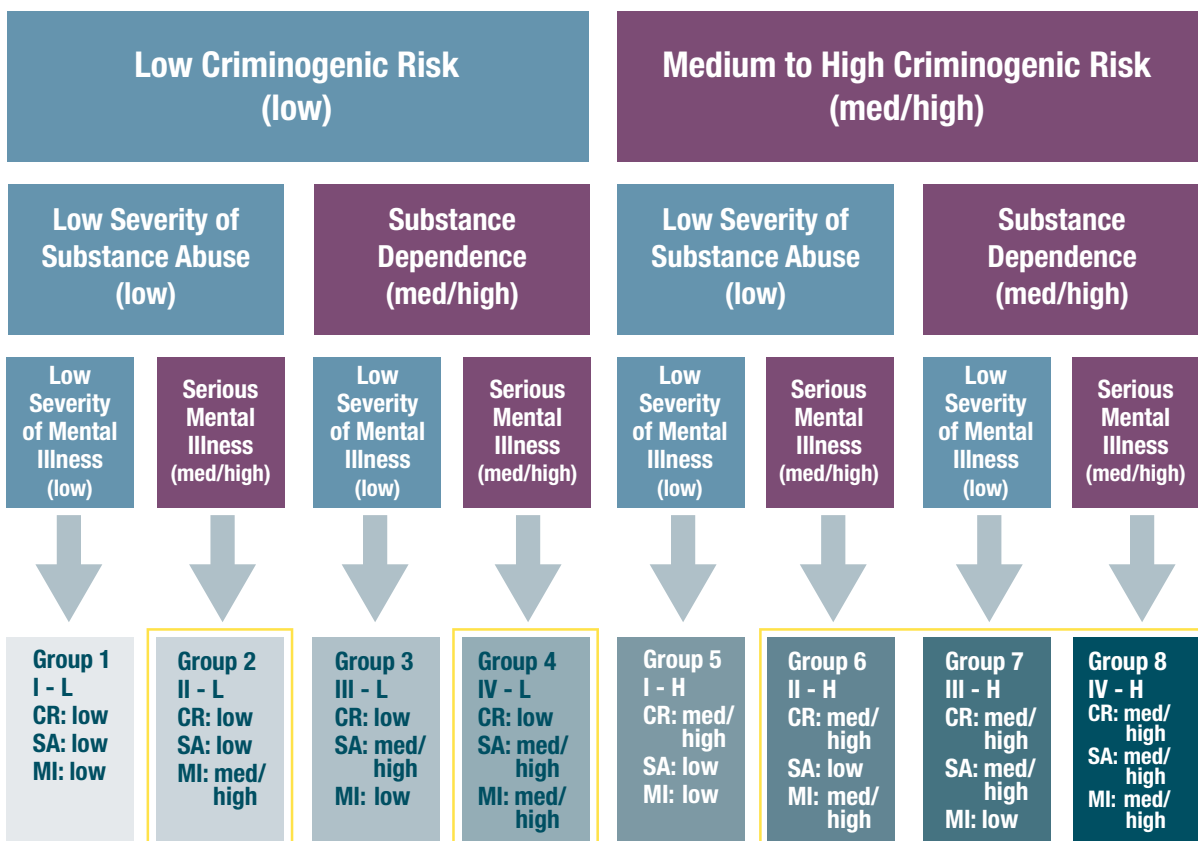 Low Criminogenic Risk
(low)
Medium to High Criminogenic Risk
(med/high)
Low Severity of
Substance Abuse
(low)
Substance
Dependence
(med/high)
Low Severity of
Substance Abuse
(low)
Substance
Dependence
(med/high)
Low
Severity
of Mental
Illness
(low)
Serious
Mental
Illness
(med/high)
Low
Severity
of Mental
Illness
(low)
Serious
Mental
Illness
(med/high)
Low
Severity
of Mental
Illness
(low)
Serious
Mental
Illness
(med/high)
Low
Severity
of Mental
Illness
(low)
Serious
Mental
Illness
(med/high)
Group 1
I - L
CR: low
SA: low
MI: low
Group 2
II - L
CR: low
SA: low
MI: med/
high
Group 3
III - L
CR: low
SA: med/
high
MI: low
Group 4
IV - L
CR: low
SA: med/
high
MI: med/
high
Group 5
I - H
CR: med/
high
SA: low
MI: low
Group 6
II - H
CR: med/
high
SA: low
MI: med/
high
Group 7
III - H
CR: med/
high
SA: med/
high
MI: low
Group 8
IV - H
CR: med/
high
SA: med/
high
MI: med/
high